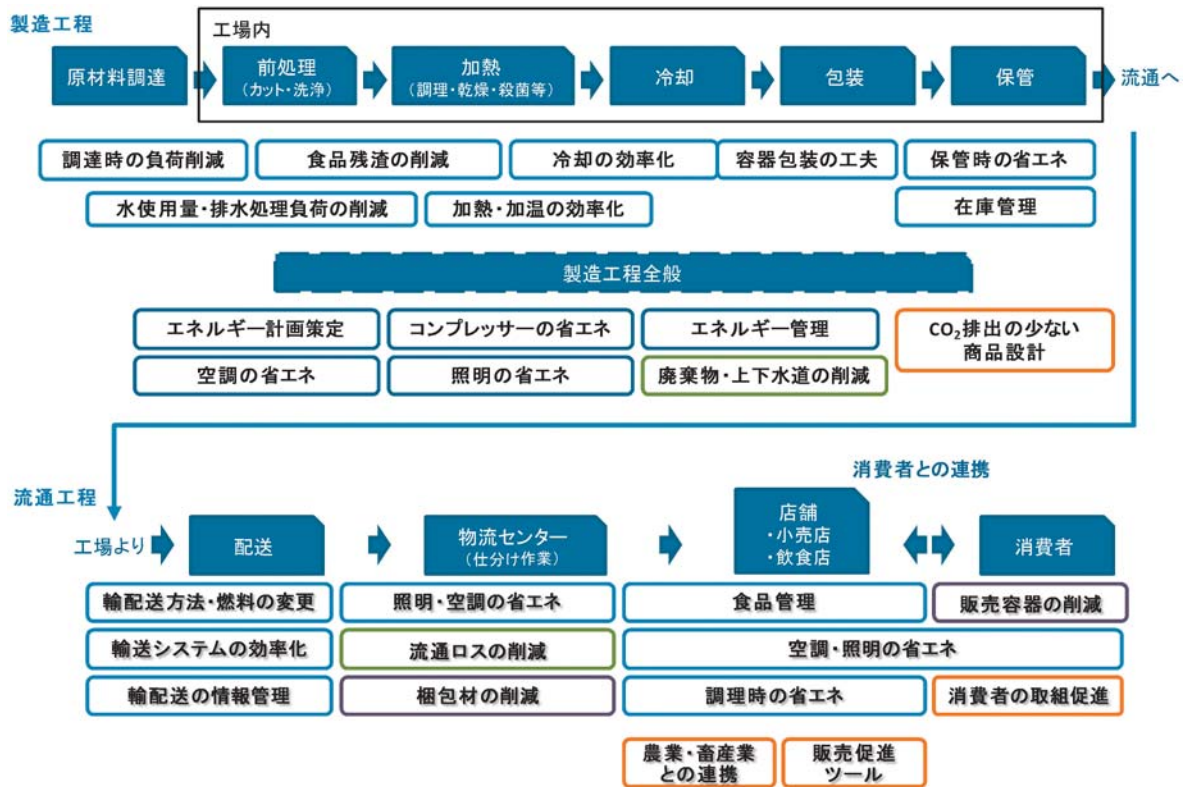 製造工程
工場内
原材料調達
前処理
(カット・洗浄)
加熱
(調理・乾燥・殺菌等)
冷却
包装
保管
流通へ
調達時の負荷削減
食品残渣の削減
冷却の効率化
容器包装の工夫
保管時の省エネ
水使用量・排水処理負荷の削減
加熱・加温の効率化
在庫管理
製造工程全般
エネルギー計画策定
コンプレッサーの省エネ
エネルギー管理
CO₂排出の少ない
商品設計
空調の省エネ
照明の省エネ
廃棄物・上下水道の削減
消費者との連携
流通工程
工場より
配送
物流センター
(仕分け作業)
店舗
・小売店
・飲食店
消費者
輸配送方法・燃料の変更
照明・空調の省エネ
食品管理
販売容器の削減
輸送システムの効率化
流通ロスの削減
空調・照明の省エネ
輸配送の情報管理
梱包材の削減
調理時の省エネ
消費者の取組促進
農業・畜産業
との連携
販売促進
ツール